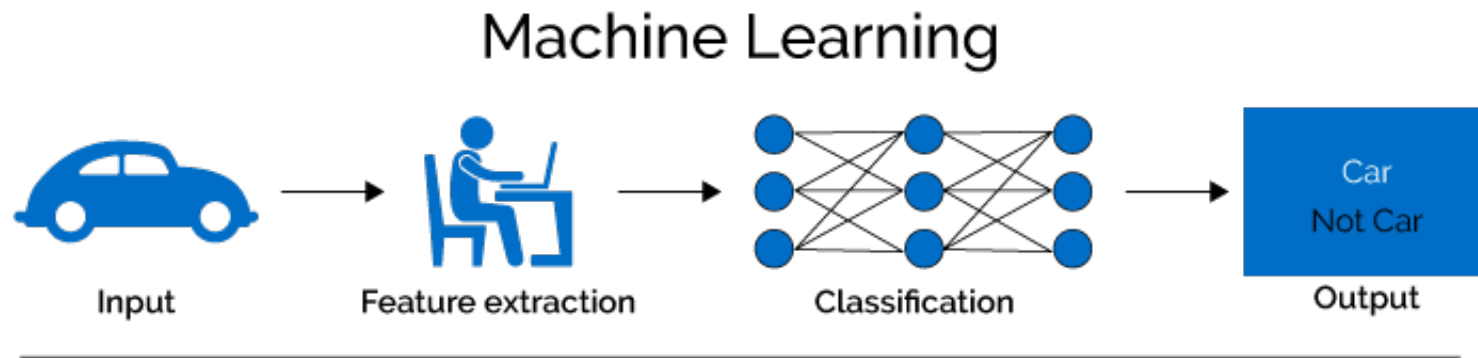 Machine Learning
Car
Not Car
Input
Feature extraction
Classification
Output